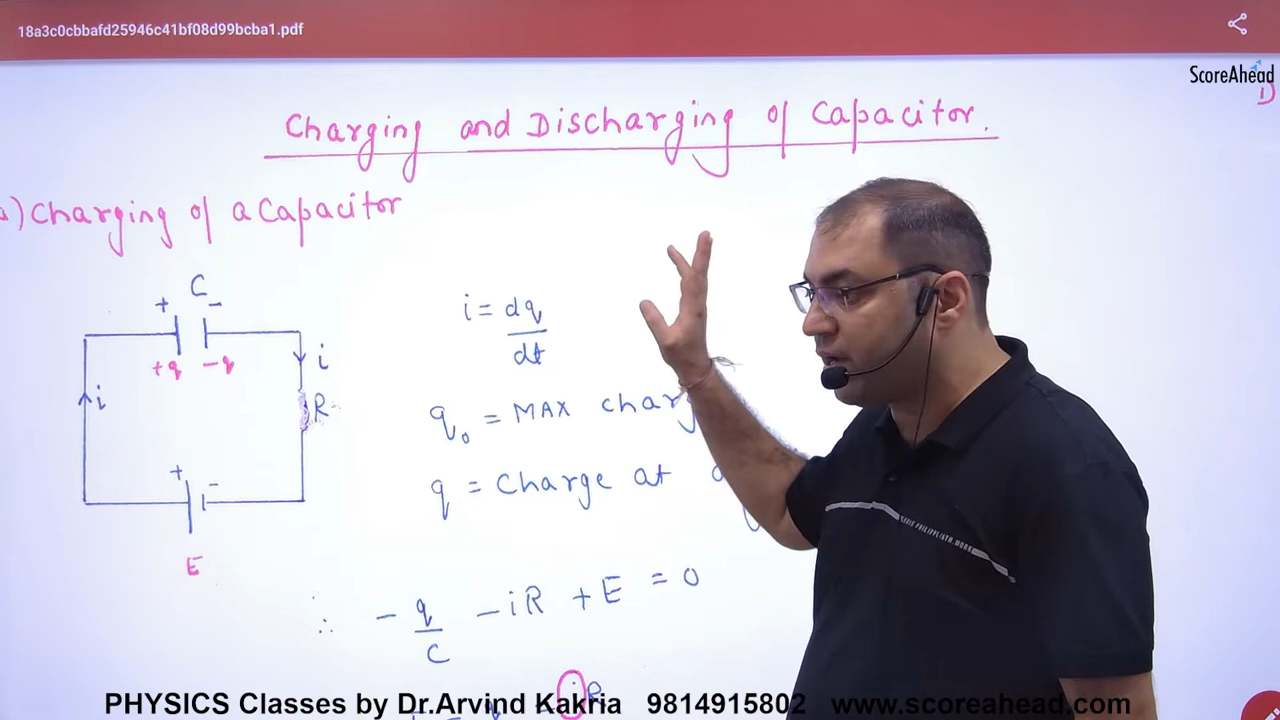 18a3c0cbbafd25946c41bf08d99bcba1.pdf
ScoreAhead
Charging and Discharging of Capacitor.
a) Charging of a Capacitor
C
+ -
+q -q
i
i
R
+ -
E
i = dq
dt
q₀ = MAX
q = Charge at
∴ - q - iR + E = 0
C
iR
PHYSICS Classes by Dr.Arvind Kakria 9814915802 www.scoreahead.com